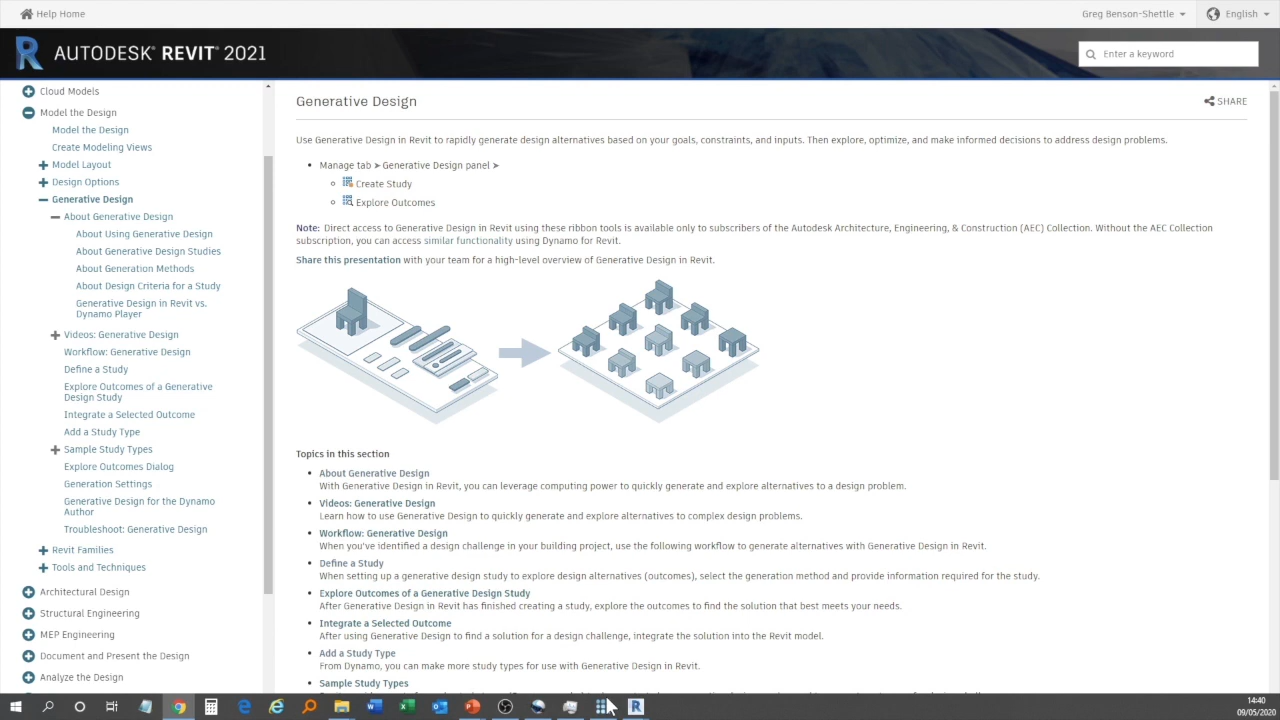 Help Home
Greg Benson-Shettle
English
AUTODESK® REVIT® 2021
Enter a keyword
Cloud Models
Model the Design
Model the Design
Create Modeling Views
Model Layout
Design Options
Generative Design
About Generative Design
About Using Generative Design
About Generative Design Studies
About Generation Methods
About Design Criteria for a Study
Generative Design in Revit vs.
Dynamo Player
Videos: Generative Design
Workflow: Generative Design
Define a Study
Explore Outcomes of a Generative
Design Study
Integrate a Selected Outcome
Add a Study Type
Sample Study Types
Explore Outcomes Dialog
Generation Settings
Generative Design for the Dynamo
Author
Troubleshoot: Generative Design
Revit Families
Tools and Techniques
Architectural Design
Structural Engineering
MEP Engineering
Document and Present the Design
Analyze the Design
Generative Design
SHARE
Use Generative Design in Revit to rapidly generate design alternatives based on your goals, constraints, and inputs. Then explore, optimize, and make informed decisions to address design problems.
• Manage tab ➤ Generative Design panel ➤
Create Study
Explore Outcomes
Note: Direct access to Generative Design in Revit using these ribbon tools is available only to subscribers of the Autodesk Architecture, Engineering, & Construction (AEC) Collection. Without the AEC Collection
subscription, you can access similar functionality using Dynamo for Revit.
Share this presentation with your team for a high-level overview of Generative Design in Revit.
Topics in this section
• About Generative Design
With Generative Design in Revit, you can leverage computing power to quickly generate and explore alternatives to a design problem.
• Videos: Generative Design
Learn how to use Generative Design to quickly generate and explore alternatives to complex design problems.
• Workflow: Generative Design
When you've identified a design challenge in your building project, use the following workflow to generate alternatives with Generative Design in Revit.
• Define a Study
When setting up a generative design study to explore design alternatives (outcomes), select the generation method and provide information required for the study.
• Explore Outcomes of a Generative Design Study
After Generative Design in Revit has finished creating a study, explore the outcomes to find the solution that best meets your needs.
• Integrate a Selected Outcome
After using Generative Design to find a solution for a design challenge, integrate the solution into the Revit model.
• Add a Study Type
From Dynamo, you can make more study types for use with Generative Design in Revit.
• Sample Study Types
14:40
09/05/2020